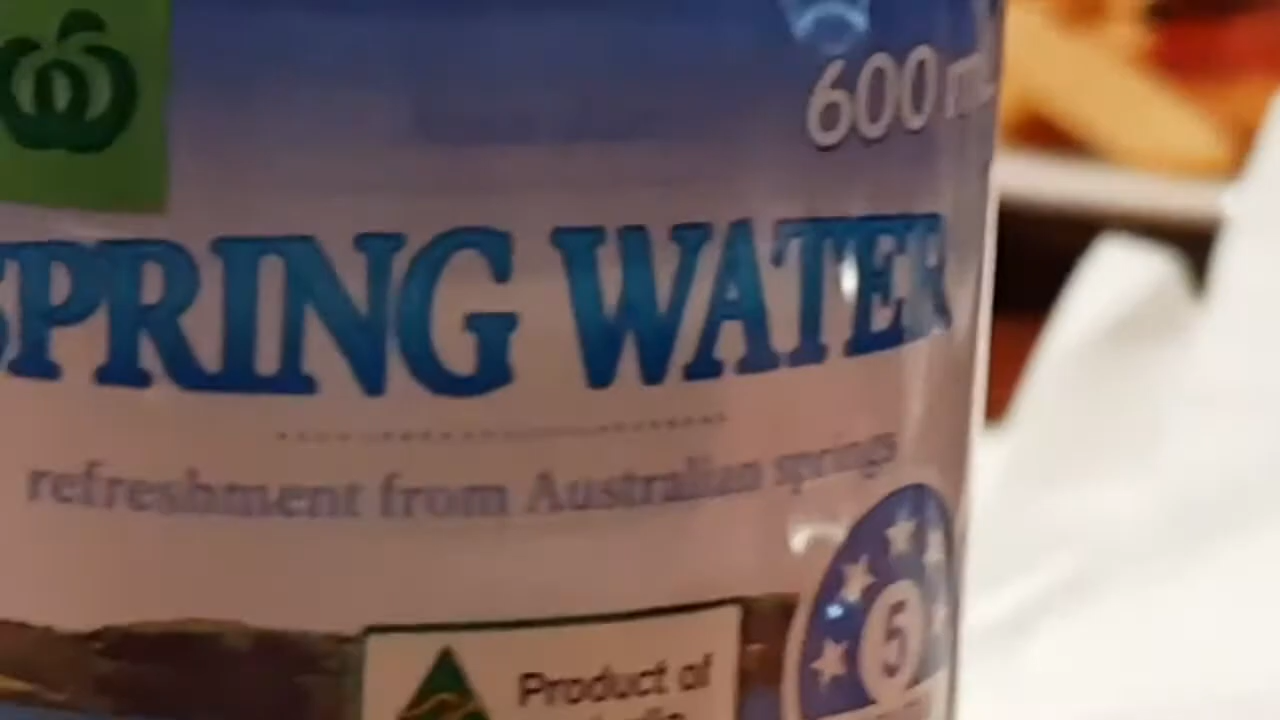 600 mL
SPRING WATER
refreshment from Australian springs
5
Product of